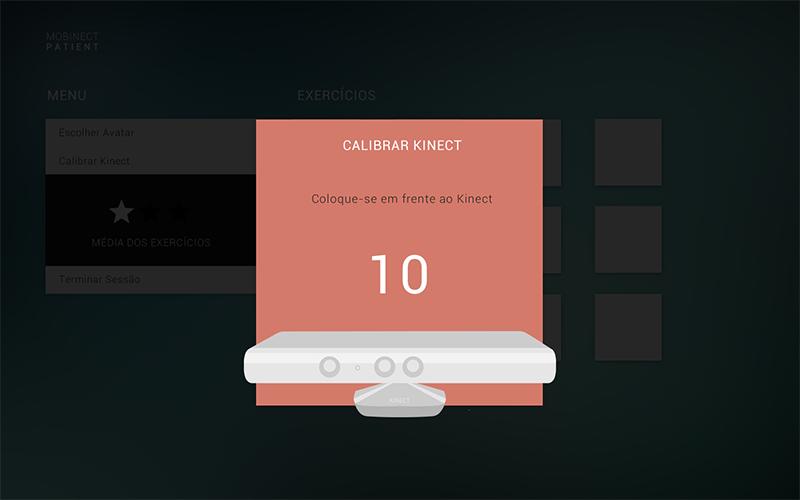 MOBINECT
PATIENT
MENU
EXERCÍCIOS
Escolher Avatar
Calibrar Kinect
MÉDIA DOS EXERCÍCIOS
Terminar Sessão
CALIBRAR KINECT
Coloque-se em frente ao Kinect
10
KINECT